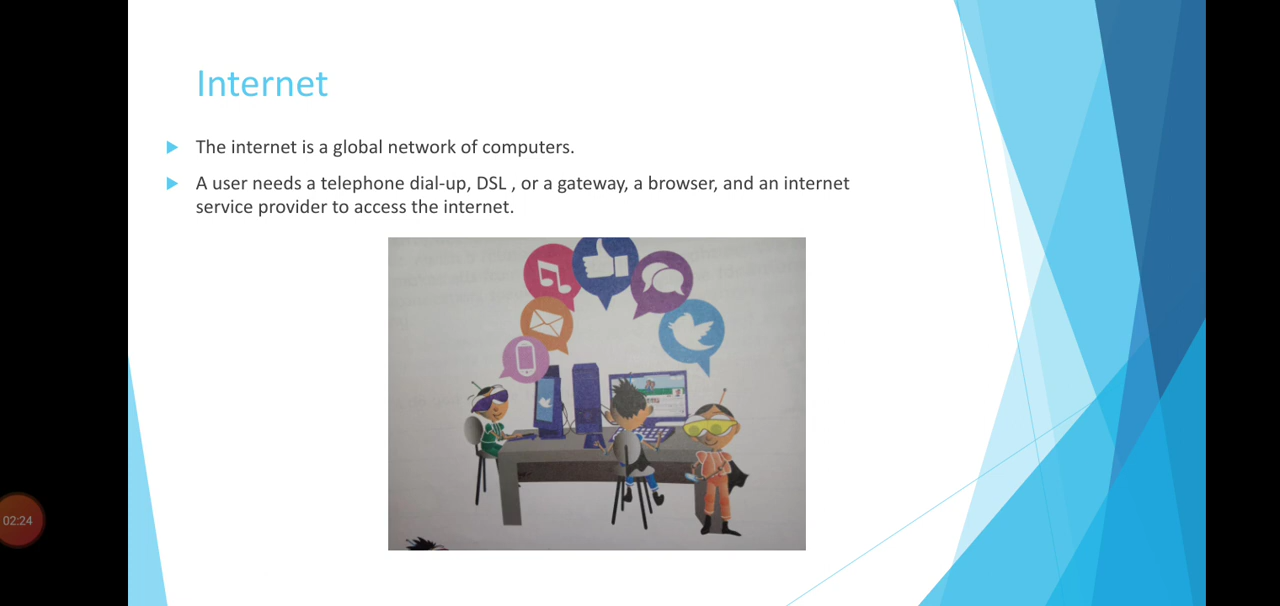 Internet
The internet is a global network of computers.
A user needs a telephone dial-up, DSL , or a gateway, a browser, and an internet
service provider to access the internet.
02:24